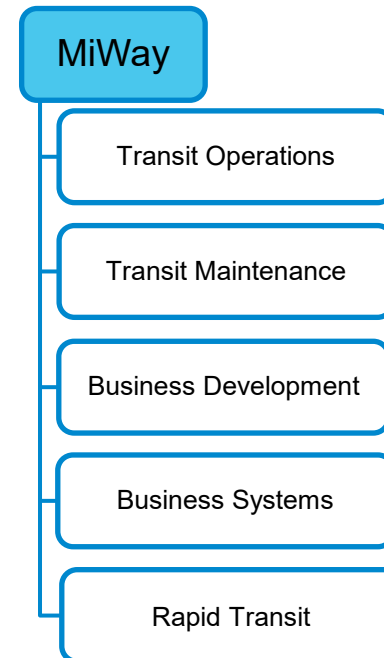 MiWay
Transit Operations
Transit Maintenance
Business Development
Business Systems
Rapid Transit